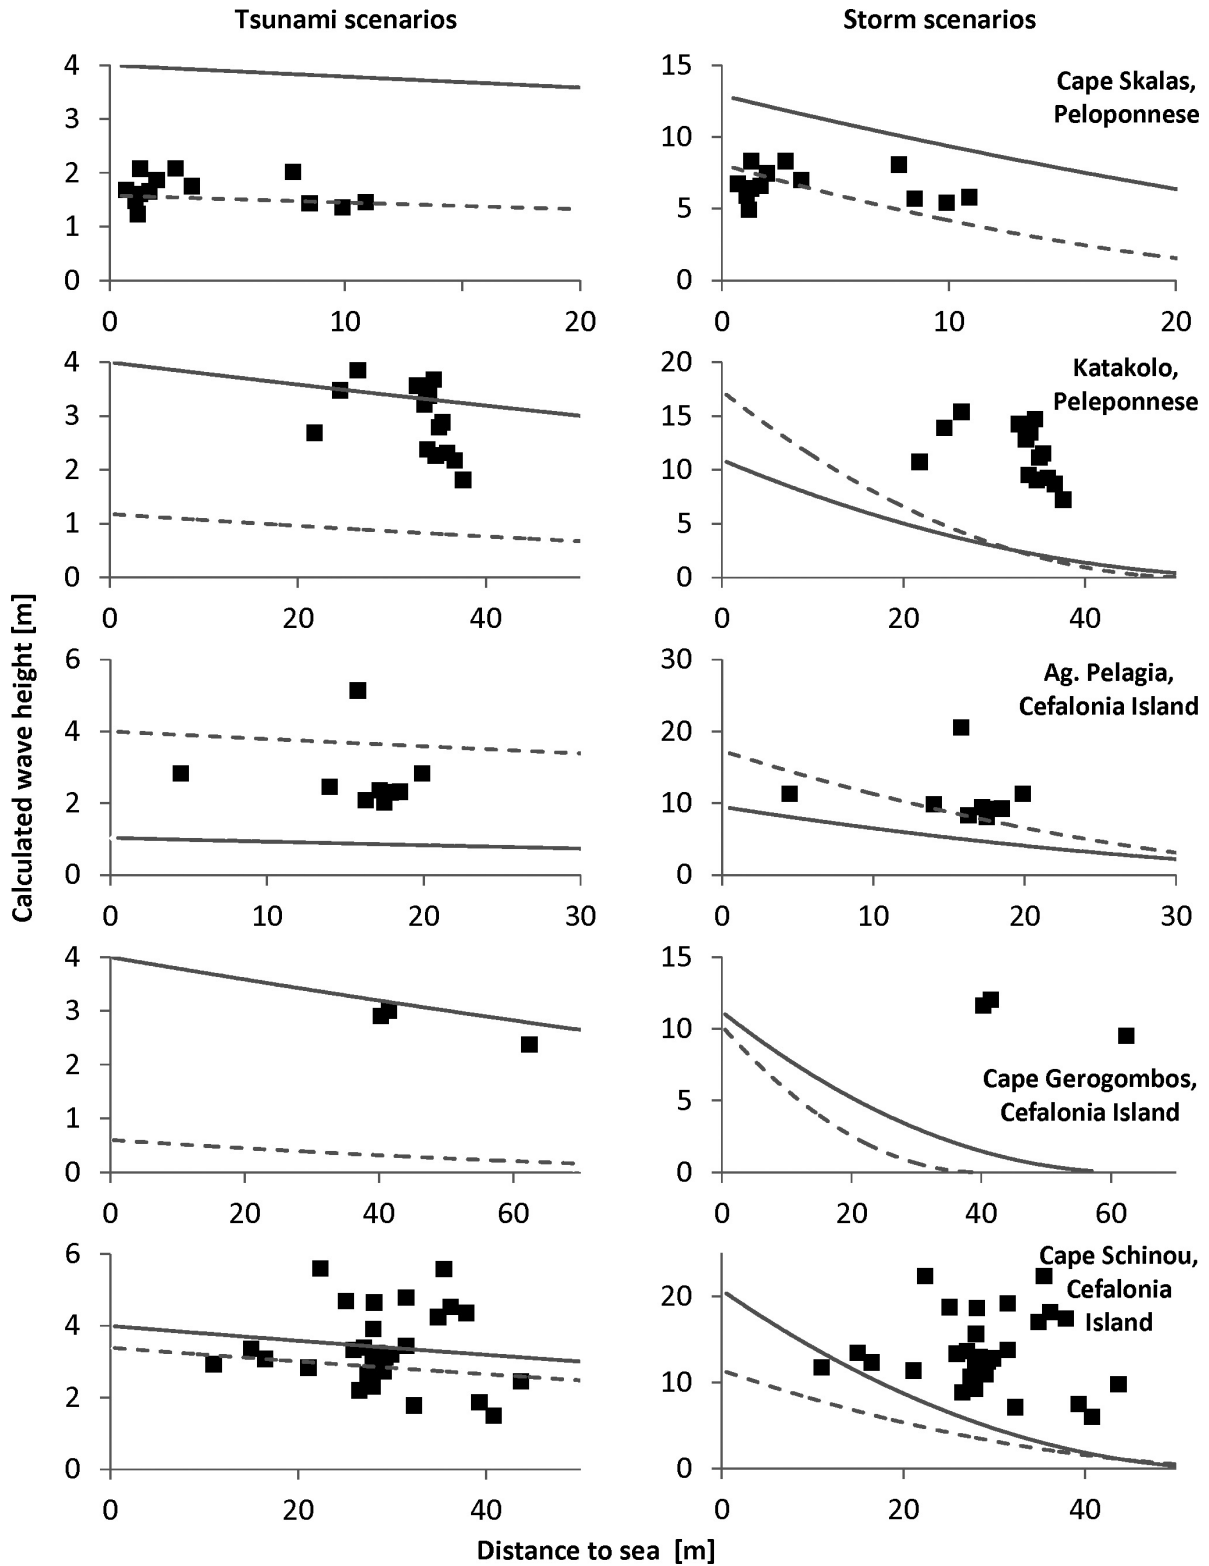 Tsunami scenarios
Storm scenarios
4
3
2
1
0
0 10 20
15
10
5
0
0 10 20
Cape Skalas,
Peloponnese
4
3
2
1
0
0 20 40
20
15
10
5
0
0 20 40
Katakolo,
Peleponnese
6
4
2
0
0 10 20 30
30
20
10
0
0 10 20 30
Ag. Pelagia,
Cefalonia Island
4
3
2
1
0
0 20 40 60
15
10
5
0
0 20 40 60
Cape Gerogombos,
Cefalonia Island
6
4
2
0
0 20 40
20
10
0
0 20 40
Cape Schinou,
Cefalonia
Island
Calculated wave height [m]
Distance to sea [m]